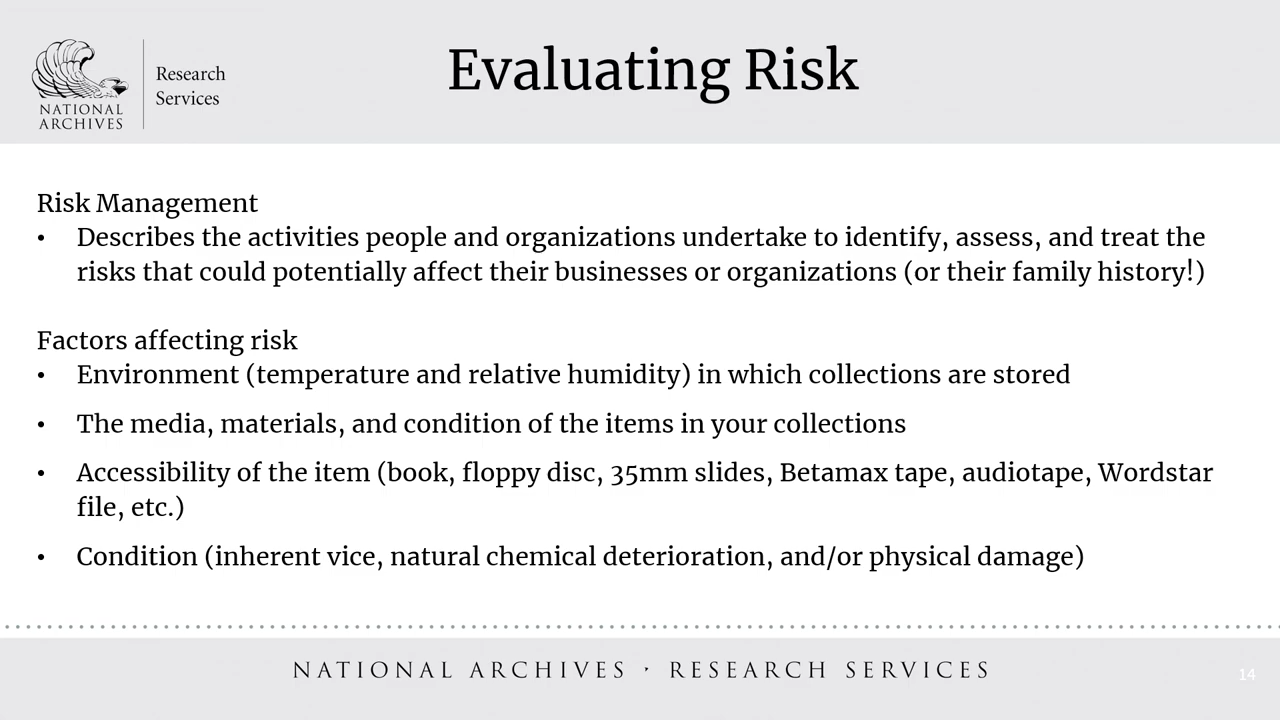 Evaluating Risk
NATIONAL
ARCHIVES
Research
Services
Risk Management
• Describes the activities people and organizations undertake to identify, assess, and treat the
risks that could potentially affect their businesses or organizations (or their family history!)
Factors affecting risk
• Environment (temperature and relative humidity) in which collections are stored
• The media, materials, and condition of the items in your collections
• Accessibility of the item (book, floppy disc, 35mm slides, Betamax tape, audiotape, Wordstar
file, etc.)
• Condition (inherent vice, natural chemical deterioration, and/or physical damage)
NATIONAL ARCHIVES · RESEARCH SERVICES
14